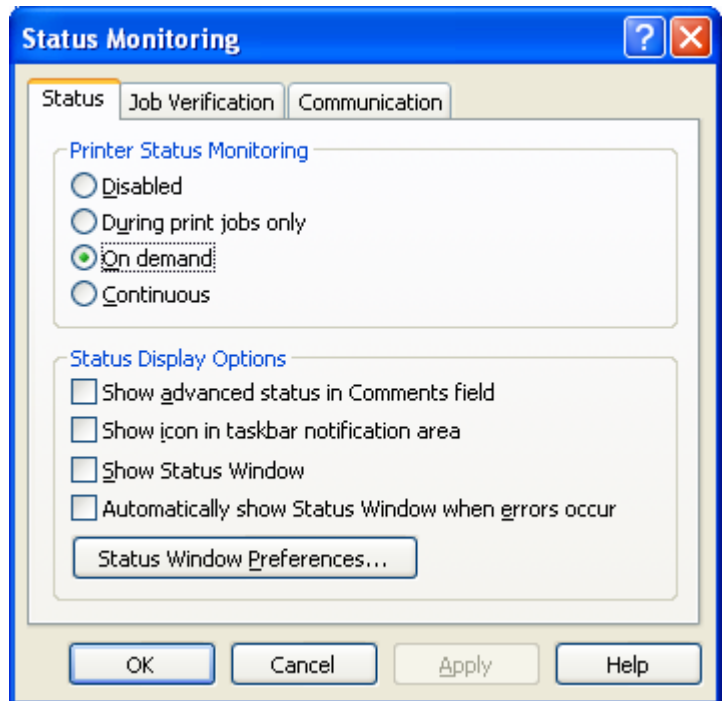 Status Monitoring
Status Job Verification Communication
Printer Status Monitoring
Disabled
During print jobs only
On demand
Continuous
Status Display Options
Show advanced status in Comments field
Show icon in taskbar notification area
Show Status Window
Automatically show Status Window when errors occur
Status Window Preferences...
OK Cancel Apply Help